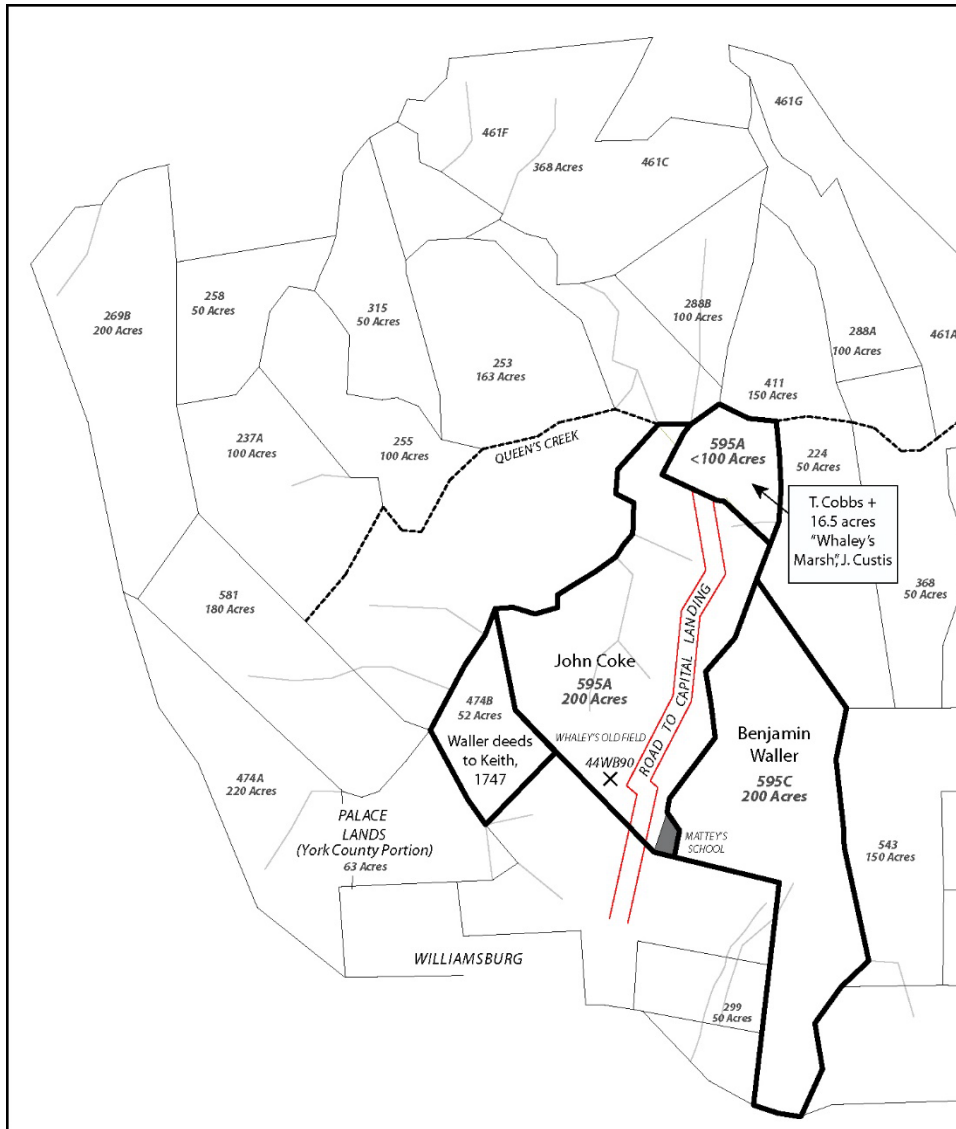 461G
461F
368 Acres
461C
258
50 Acres
269B
200 Acres
315
50 Acres
288B
100 Acres
288A
100 Acres
461A
253
163 Acres
411
150 Acres
237A
100 Acres
255
100 Acres
QUEEN'S CREEK
595A
<100 Acres
224
50 Acres
T. Cobbs +
16.5 acres
"Whaley's
Marsh", J. Custis
581
180 Acres
368
50 Acres
ROAD TO CAPITAL LANDING
John Coke
595A
200 Acres
474B
52 Acres
Waller deeds
to Keith,
1747
WHALEY'S OLD FIELD
44WB90
Benjamin
Waller
595C
200 Acres
474A
220 Acres
PALACE
LANDS
(York County Portion)
63 Acres
MATTEY'S
SCHOOL
543
150 Acres
WILLIAMSBURG
299
50 Acres